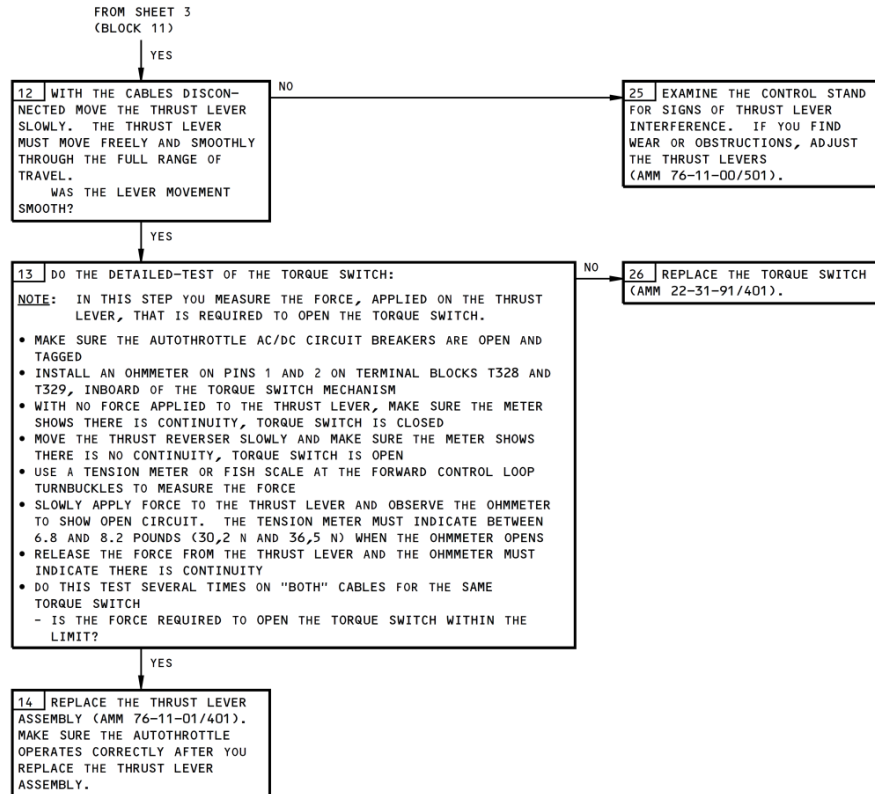 FROM SHEET 3
(BLOCK 11)
YES
12 WITH THE CABLES DISCON-
NECTED MOVE THE THRUST LEVER
SLOWLY. THE THRUST LEVER
MUST MOVE FREELY AND SMOOTHLY
THROUGH THE FULL RANGE OF
TRAVEL.
WAS THE LEVER MOVEMENT
SMOOTH?
NO
25 EXAMINE THE CONTROL STAND
FOR SIGNS OF THRUST LEVER
INTERFERENCE. IF YOU FIND
WEAR OR OBSTRUCTIONS, ADJUST
THE THRUST LEVERS
(AMM 76-11-00/501).
YES
13 DO THE DETAILED-TEST OF THE TORQUE SWITCH:
NOTE: IN THIS STEP YOU MEASURE THE FORCE, APPLIED ON THE THRUST
LEVER, THAT IS REQUIRED TO OPEN THE TORQUE SWITCH.
• MAKE SURE THE AUTOTHROTTLE AC/DC CIRCUIT BREAKERS ARE OPEN AND
TAGGED
• INSTALL AN OHMMETER ON PINS 1 AND 2 ON TERMINAL BLOCKS T328 AND
T329, INBOARD OF THE TORQUE SWITCH MECHANISM
• WITH NO FORCE APPLIED TO THE THRUST LEVER, MAKE SURE THE METER
SHOWS THERE IS CONTINUITY, TORQUE SWITCH IS CLOSED
• MOVE THE THRUST REVERSER SLOWLY AND MAKE SURE THE METER SHOWS
THERE IS NO CONTINUITY, TORQUE SWITCH IS OPEN
• USE A TENSION METER OR FISH SCALE AT THE FORWARD CONTROL LOOP
TURNBUCKLES TO MEASURE THE FORCE
• SLOWLY APPLY FORCE TO THE THRUST LEVER AND OBSERVE THE OHMMETER
TO SHOW OPEN CIRCUIT. THE TENSION METER MUST INDICATE BETWEEN
6.8 AND 8.2 POUNDS (30,2 N AND 36,5 N) WHEN THE OHMMETER OPENS
• RELEASE THE FORCE FROM THE THRUST LEVER AND THE OHMMETER MUST
INDICATE THERE IS CONTINUITY
• DO THIS TEST SEVERAL TIMES ON "BOTH" CABLES FOR THE SAME
TORQUE SWITCH
- IS THE FORCE REQUIRED TO OPEN THE TORQUE SWITCH WITHIN THE
LIMIT?
NO
26 REPLACE THE TORQUE SWITCH
(AMM 22-31-91/401).
YES
14 REPLACE THE THRUST LEVER
ASSEMBLY (AMM 76-11-01/401).
MAKE SURE THE AUTOTHROTTLE
OPERATES CORRECTLY AFTER YOU
REPLACE THE THRUST LEVER
ASSEMBLY.